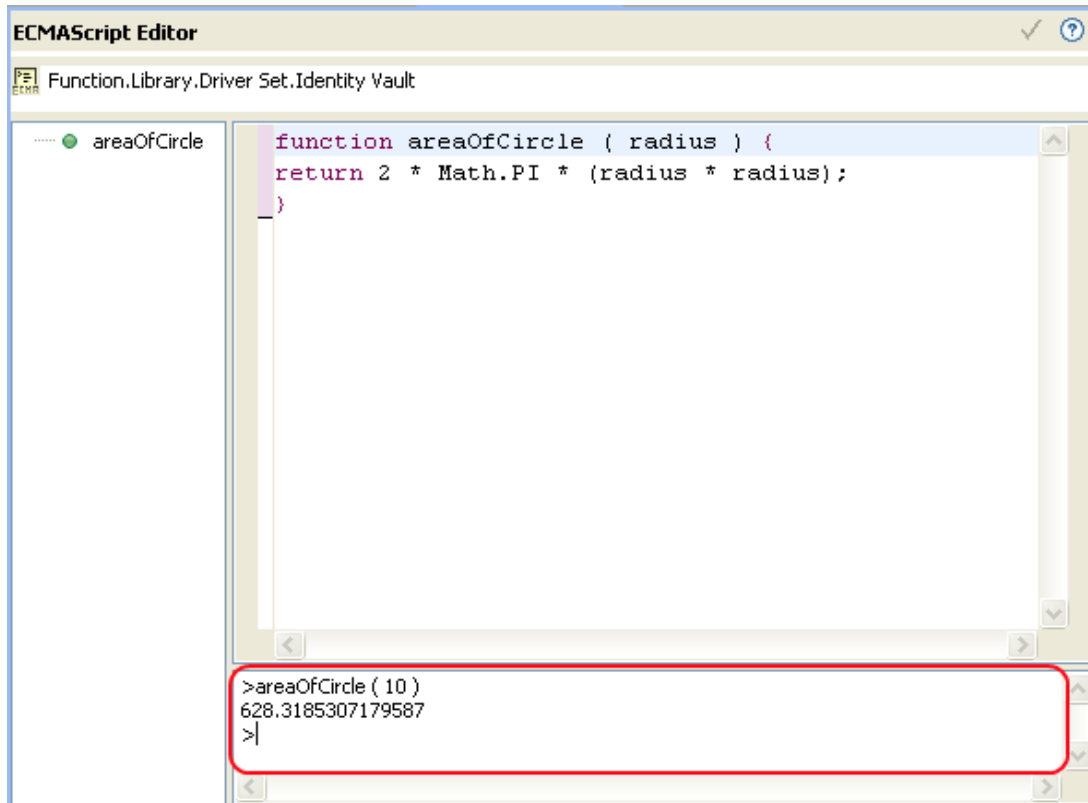 ECMAScript Editor
Function.Library.Driver Set.Identity Vault
areaOfCircle
function areaOfCircle ( radius ) {
return 2 * Math.PI * (radius * radius);
}
>areaOfCircle ( 10 )
628.3185307179587
>